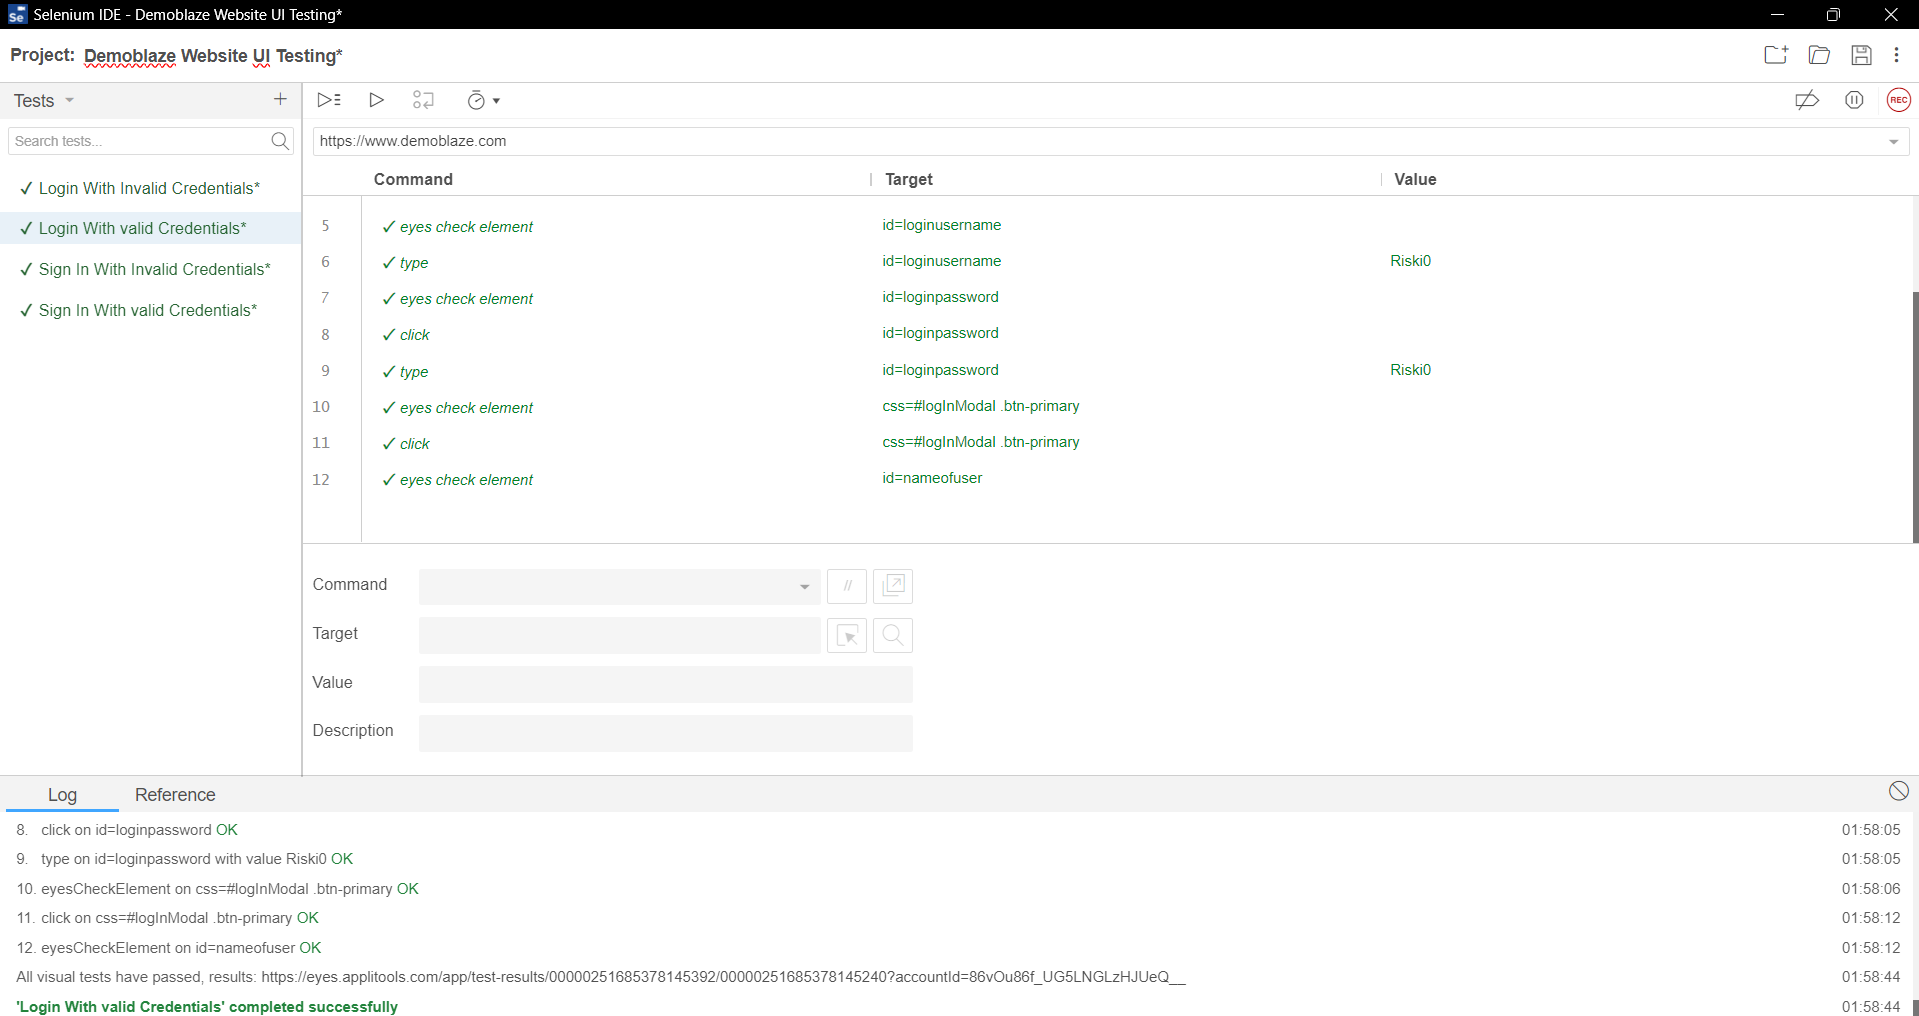 Se Selenium IDE - Demoblaze Website UI Testing*
Project: Demoblaze Website UI Testing*
Tests
REC
Search tests...
https://www.demoblaze.com
Command Target Value
✓ Login With Invalid Credentials*
✓ Login With valid Credentials*
✓ Sign In With Invalid Credentials*
✓ Sign In With valid Credentials*
5 ✓ eyes check element id=loginusername
6 ✓ type id=loginusername Riski0
7 ✓ eyes check element id=loginpassword
8 ✓ click id=loginpassword
9 ✓ type id=loginpassword Riski0
10 ✓ eyes check element css=#logInModal .btn-primary
11 ✓ click css=#logInModal .btn-primary
12 ✓ eyes check element id=nameofuser
Command //
Target
Value
Description
Log Reference
8. click on id=loginpassword OK 01:58:05
9. type on id=loginpassword with value Riski0 OK 01:58:05
10. eyesCheckElement on css=#logInModal .btn-primary OK 01:58:06
11. click on css=#logInModal .btn-primary OK 01:58:12
12. eyesCheckElement on id=nameofuser OK 01:58:12
All visual tests have passed, results: https://eyes.applitools.com/app/test-results/00000251685378145392/00000251685378145240?accountId=86vOu86f_UG5LNGLzHJUeQ__ 01:58:44
'Login With valid Credentials' completed successfully 01:58:44